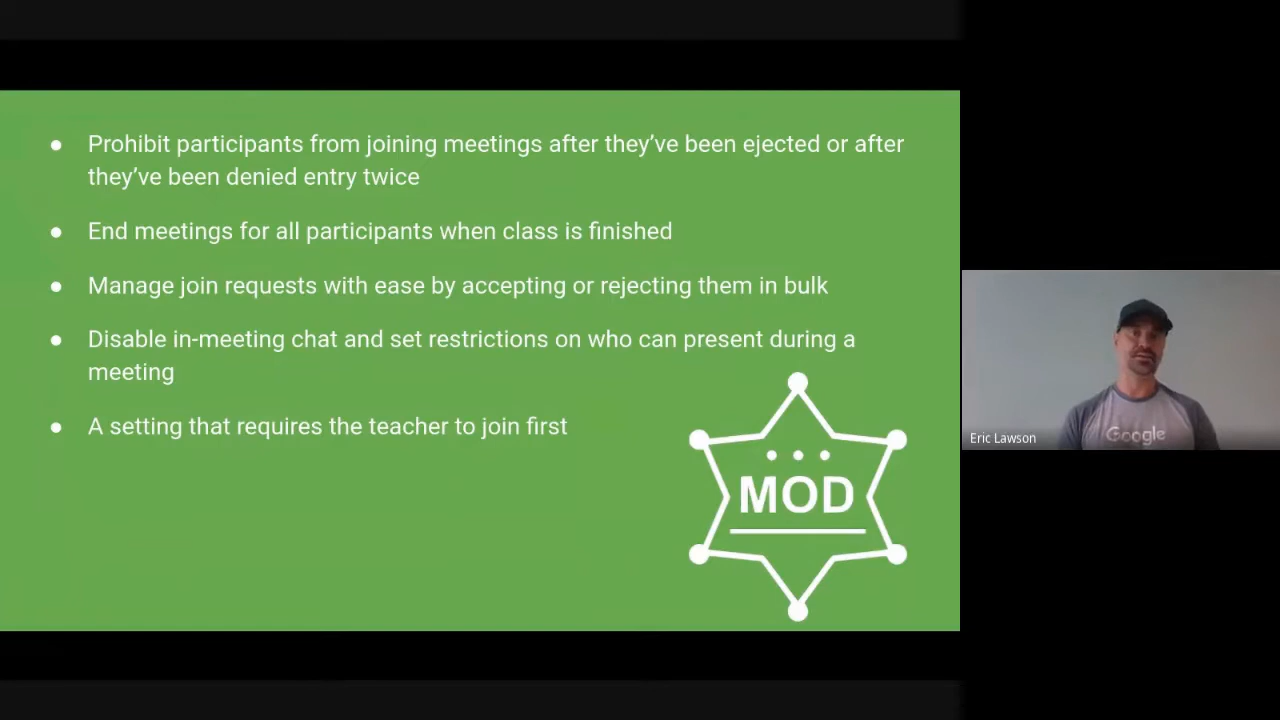 ● Prohibit participants from joining meetings after they’ve been ejected or after
they’ve been denied entry twice
● End meetings for all participants when class is finished
● Manage join requests with ease by accepting or rejecting them in bulk
● Disable in-meeting chat and set restrictions on who can present during a
meeting
● A setting that requires the teacher to join first
MOD
Google
Eric Lawson